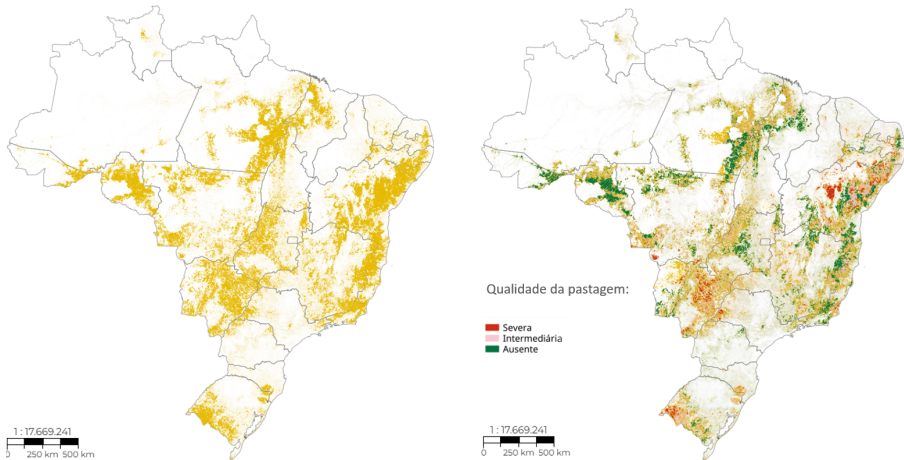 Qualidade da pastagem:
Severa
Intermediária
Ausente
1 : 17.669.241
0 250 km 500 km
1 : 17.669.241
0 250 km 500 km